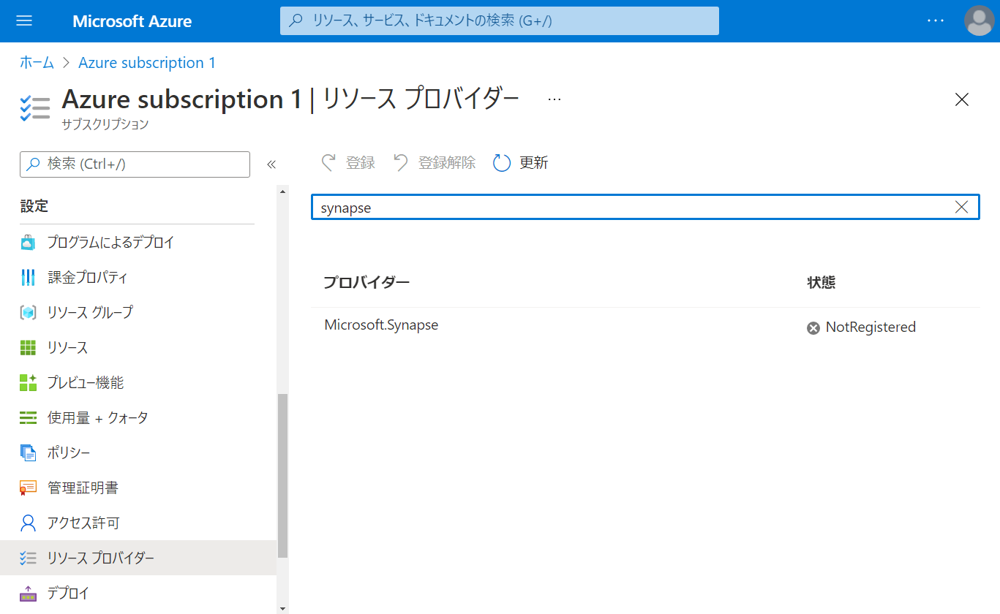 Microsoft Azure
リソース、サービス、ドキュメントの検索 (G+/)
ホーム > Azure subscription 1
Azure subscription 1 | リソース プロバイダー ...
サブスクリプション
検索 (Ctrl+/)
登録 登録解除 更新
synapse
設定
プログラムによるデプロイ
課金プロパティ
リソース グループ
リソース
プレビュー機能
使用量 + クォータ
ポリシー
管理証明書
アクセス許可
リソース プロバイダー
デプロイ
プロバイダー 状態
Microsoft.Synapse NotRegistered